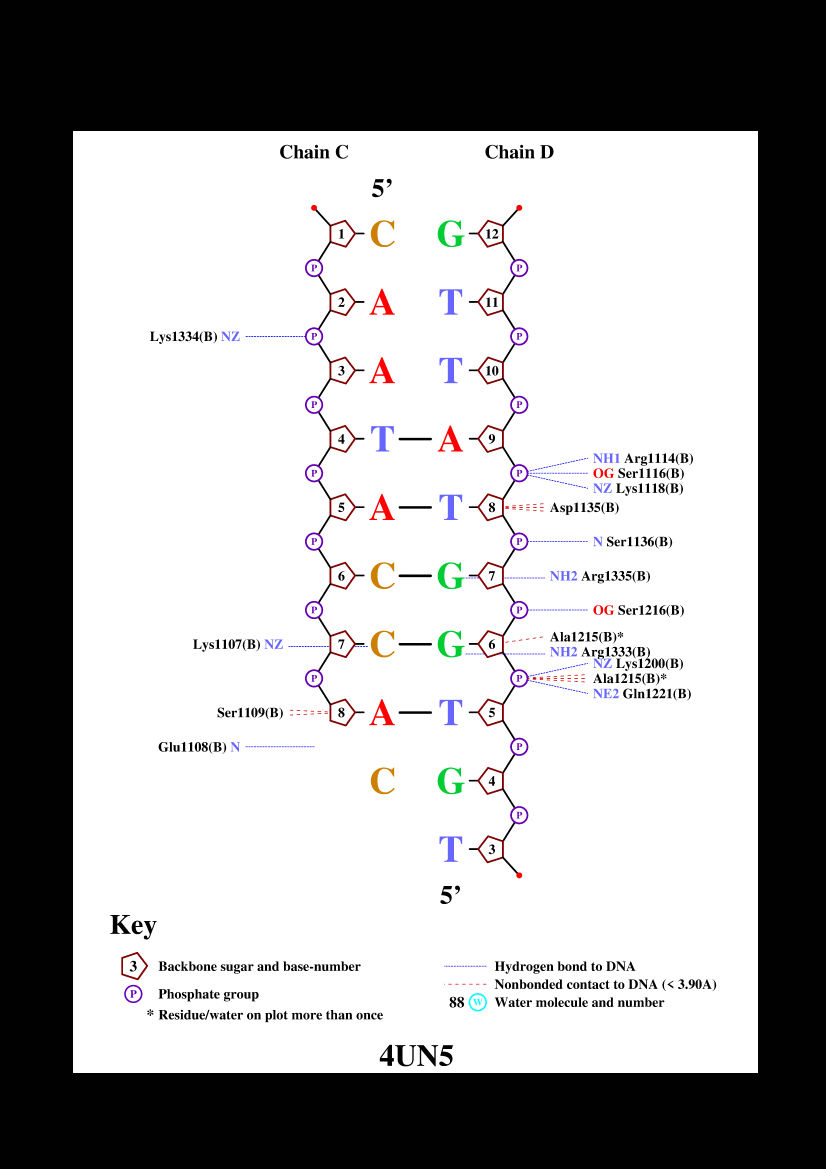 Chain C Chain D
5’
1 C G 12
P P
2 A T 11
Lys1334(B) NZ P P
3 A T 10
P P
4 T A 9
NH1 Arg1114(B)
P P OG Ser1116(B)
NZ Lys1118(B)
5 A T 8 Asp1135(B)
P P N Ser1136(B)
6 C G 7 NH2 Arg1335(B)
P P OG Ser1216(B)
Ala1215(B)*
Lys1107(B) NZ 7 C G 6
NH2 Arg1333(B)
NZ Lys1200(B)
P P Ala1215(B)*
NE2 Gln1221(B)
Ser1109(B) 8 A T 5
Glu1108(B) N P
C G 4
P
T 3
5’
Key
3 Backbone sugar and base-number
P Phosphate group
* Residue/water on plot more than once
Hydrogen bond to DNA
Nonbonded contact to DNA (< 3.90A)
88 W Water molecule and number
4UN5